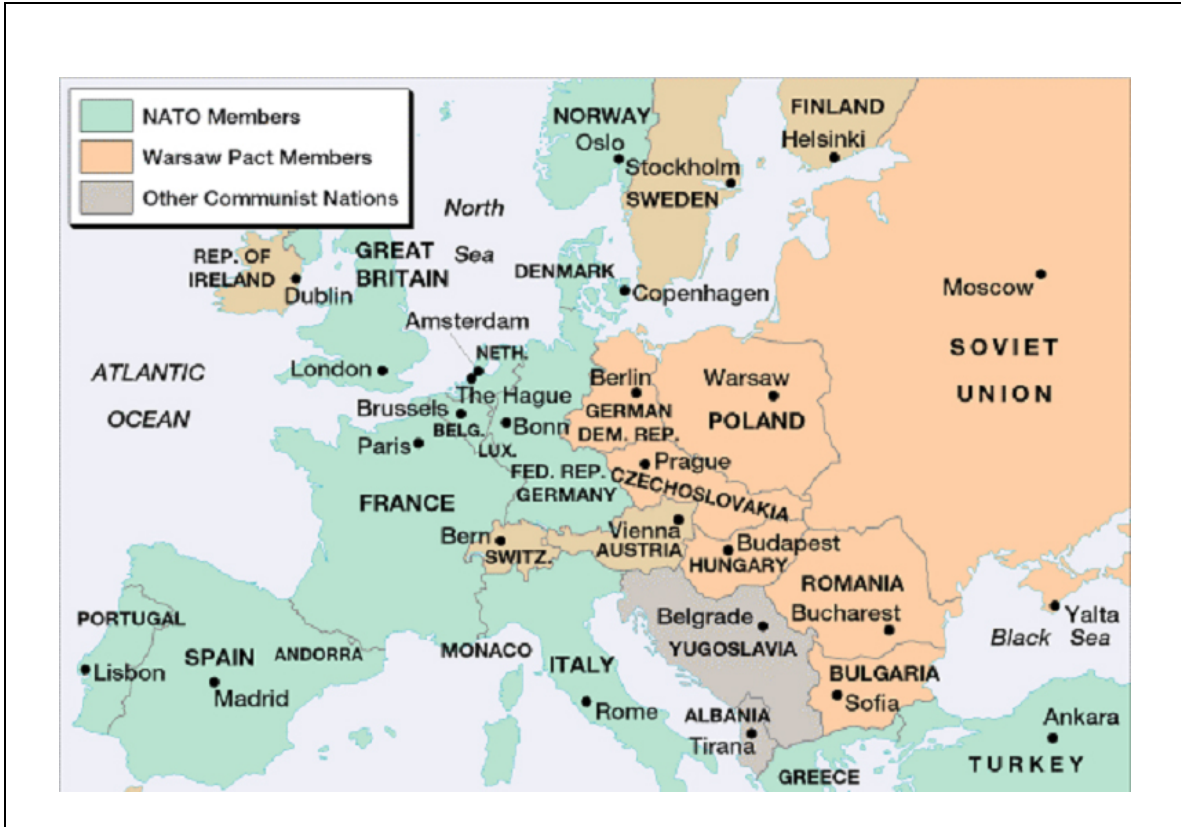 NATO Members
Warsaw Pact Members
Other Communist Nations
NORWAY
Oslo
Stockholm
SWEDEN
FINLAND
Helsinki
North
Sea
REP. OF
IRELAND
Dublin
GREAT
BRITAIN
DENMARK
Copenhagen
Moscow
SOVIET
UNION
Amsterdam
NETH.
London
The Hague
Brussels
BELG.
Bonn
LUX.
Paris
ATLANTIC
OCEAN
Berlin
GERMAN
DEM. REP.
Warsaw
POLAND
Prague
CZECHOSLOVAKIA
FED. REP.
GERMANY
FRANCE
Bern
SWITZ.
Vienna
AUSTRIA
Budapest
HUNGARY
ROMANIA
Bucharest
Yalta
Black Sea
PORTUGAL
Lisbon
SPAIN
Madrid
ANDORRA
MONACO
ITALY
Rome
Belgrade
YUGOSLAVIA
BULGARIA
Sofia
ALBANIA
Tirana
GREECE
Ankara
TURKEY